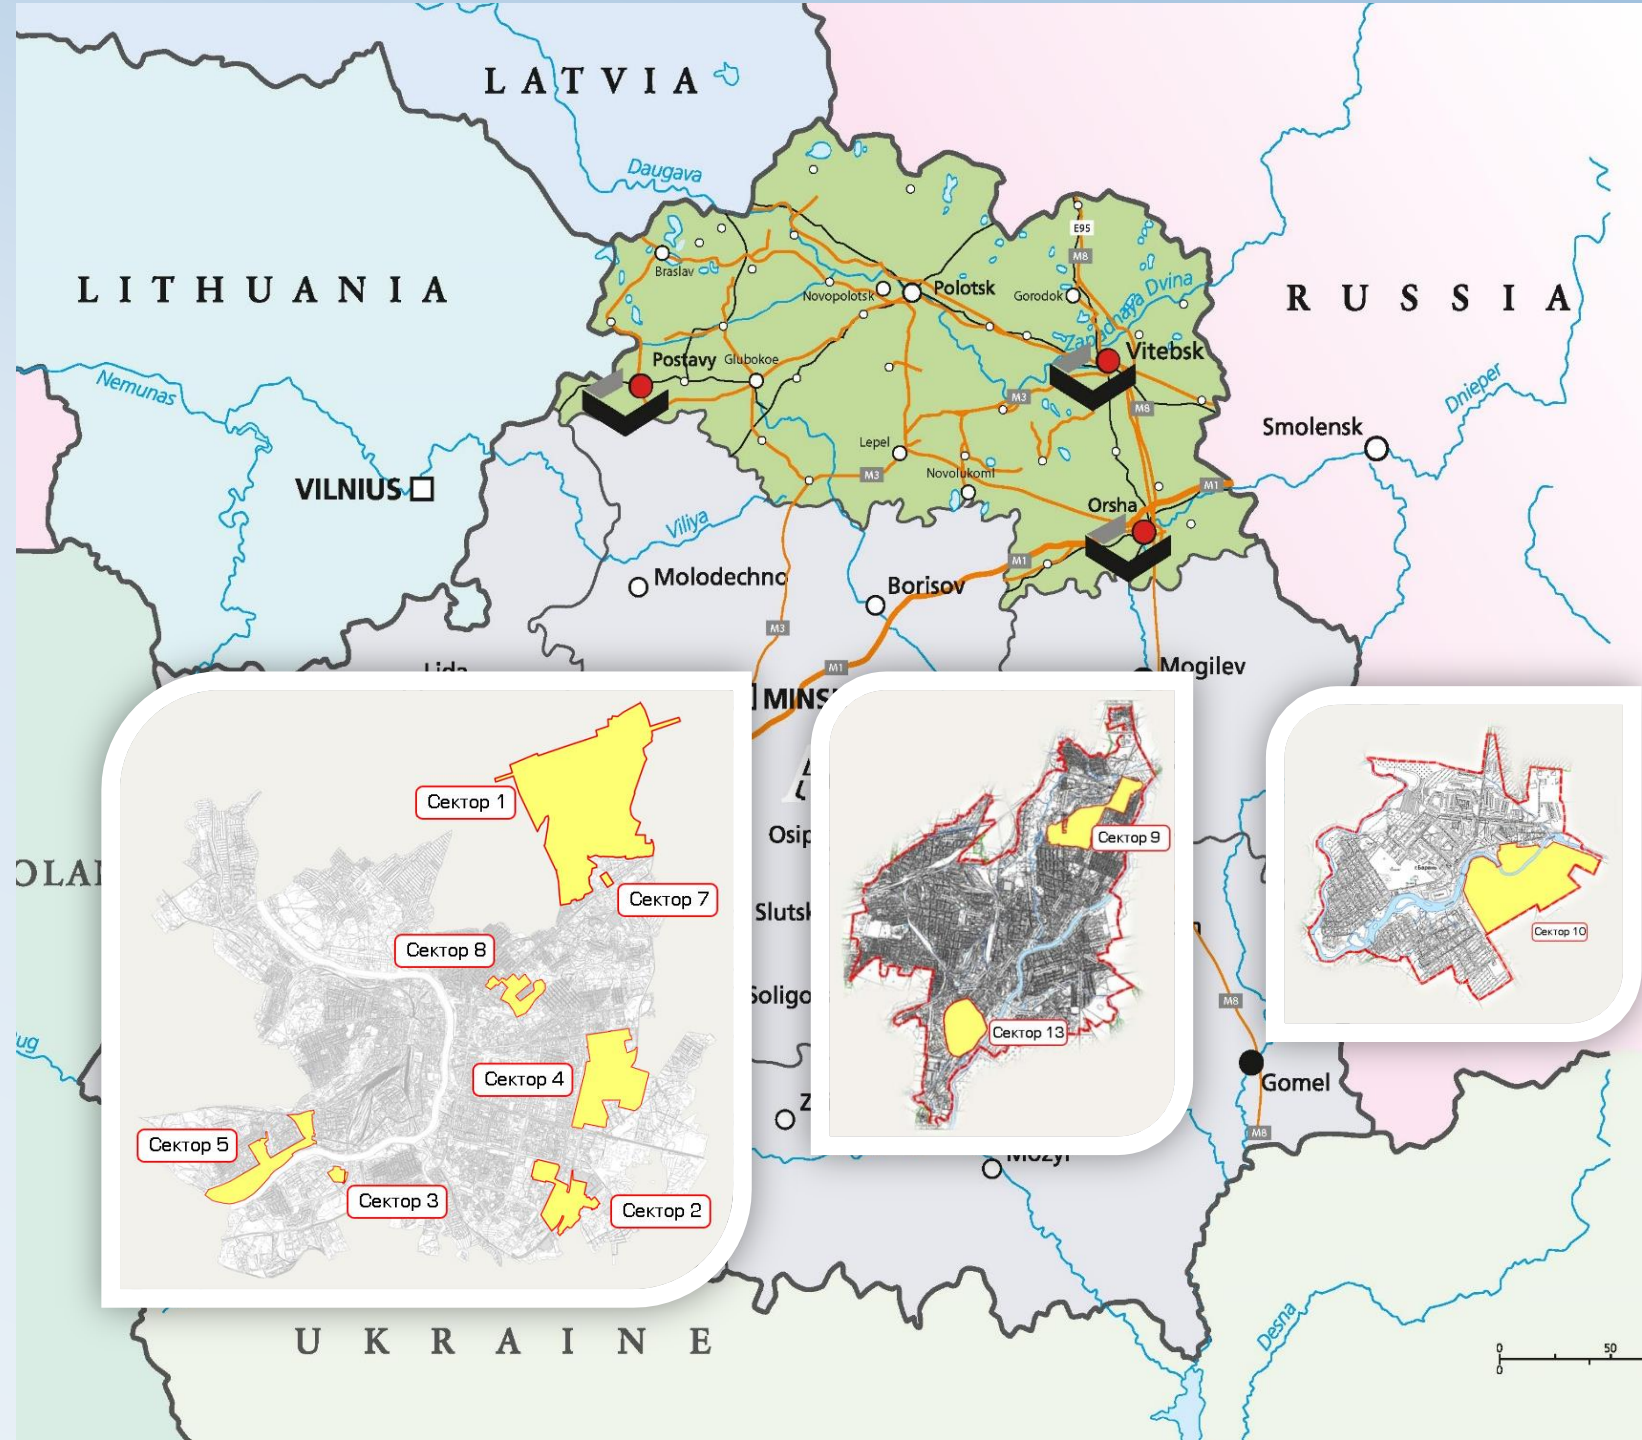 LATVIA
Daugava
E95
M8
LITHUANIA
Braslav
Novopolotsk
Polotsk
Gorodok
Zapadnaya Dvina
RUSSIA
Postavy
Glubokoe
Vitebsk
Nemunas
M3
M8
Dnieper
Smolensk
Lepel
Novolukoml
VILNIUS
M3
M1
Orsha
Viliya
M1
Molodechno
Borisov
M3
M1
Mogilev
Сектор 1
Сектор 7
Сектор 8
Сектор 4
Сектор 5
Сектор 3
Сектор 2
Сектор 9
Сектор 13
Сектор 10
M8
Gomel
M8
UKRAINE
Desna
0
50
0